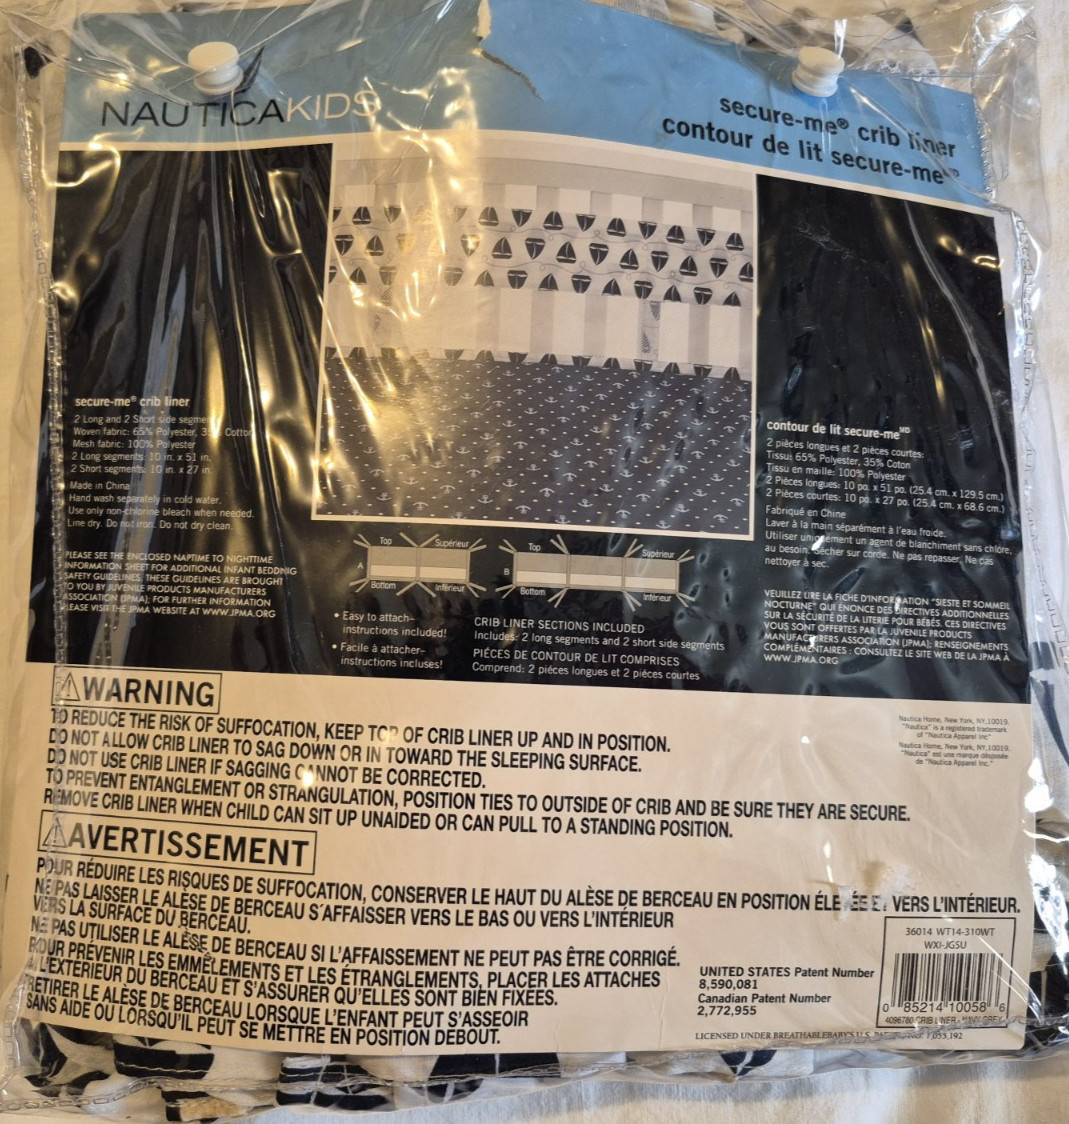 NAUTICAKIDS
secure-me® crib liner
contour de lit secure-me
secure-me® crib liner
2 Long and 2 Short side segmen
Woven fabric: 65% Polyester, 35% Cotton
Mesh fabric: 100% Polyester
2 Long segments: 10 in. x 51 in.
2 Short segments: 10 in. x 27 in.
Made in China
Hand wash separately in cold water.
Use only non-chlorine bleach when needed.
Line dry. Do not iron. Do not dry clean.
PLEASE SEE THE ENCLOSED NAPTIME TO NIGHTTIME
INFORMATION SHEET FOR ADDITIONAL INFANT BEDDING
SAFETY GUIDELINES. THESE GUIDELINES ARE BROUGHT
TO YOU BY JUVENILE PRODUCTS MANUFACTURERS
ASSOCIATION (JPMA); FOR FURTHER INFORMATION
PLEASE VISIT THE JPMA WEBSITE AT WWW.JPMA.ORG
Top Supérieur
A
Bottom Inférieur
Top Supérieur
B
Bottom Inférieur
• Easy to attach–
instructions included!
• Facile à attacher–
instructions incluses!
CRIB LINER SECTIONS INCLUDED
Includes: 2 long segments and 2 short side segments
PIÉCES DE CONTOUR DE LIT COMPRISES
Comprend: 2 piéces longues et 2 piéces courtes
contour de lit secure-meMD
2 pièces longues et 2 pièces courtes:
Tissu: 65% Polyester, 35% Coton
Tissu en maille: 100% Polyester
2 Pièces longues: 10 po. x 51 po. (25.4 cm. x 129.5 cm.)
2 Pièces courtes: 10 po. x 27 po. (25.4 cm. x 68.6 cm.)
Fabriqué en Chine
Laver à la main séparément à l'eau froide.
Utiliser uniquement un agent de blanchiment sans chlore,
au besoin. Sécher sur corde. Ne pas repasser. Ne pas
nettoyer à sec.
VEUILLEZ LIRE LA FICHE D'INFORMATION "SIESTE ET SOMMEIL
NOCTURNE" QUI ÉNONCE DES DIRECTIVES ADDITIONNELLES
SUR LA SÉCURITÉ DE LA LITERIE POUR BÉBÉS. CES DIRECTIVES
VOUS SONT OFFERTES PAR LA JUVENILE PRODUCTS
MANUFACTURERS ASSOCIATION (JPMA); RENSEIGNEMENTS
COMPLÉMENTAIRES : CONSULTEZ LE SITE WEB DE LA JPMA À
WWW.JPMA.ORG
WARNING
TO REDUCE THE RISK OF SUFFOCATION, KEEP TOP OF CRIB LINER UP AND IN POSITION.
DO NOT ALLOW CRIB LINER TO SAG DOWN OR IN TOWARD THE SLEEPING SURFACE.
DO NOT USE CRIB LINER IF SAGGING CANNOT BE CORRECTED.
TO PREVENT ENTANGLEMENT OR STRANGULATION, POSITION TIES TO OUTSIDE OF CRIB AND BE SURE THEY ARE SECURE.
REMOVE CRIB LINER WHEN CHILD CAN SIT UP UNAIDED OR CAN PULL TO A STANDING POSITION.
Nautica Home, New York, NY,10019.
"Nautica" is a registered trademark
of "Nautica Apparel Inc"
Nautica Home, New York, NY,10019.
"Nautica" est une marque déposée
de "Nautica Apparel Inc."
AVERTISSEMENT
POUR RÉDUIRE LES RISQUES DE SUFFOCATION, CONSERVER LE HAUT DU ALÈSE DE BERCEAU EN POSITION ÉLEVÉE ET VERS L'INTÉRIEUR.
NE PAS LAISSER LE ALÈSE DE BERCEAU S'AFFAISSER VERS LE BAS OU VERS L'INTÉRIEUR
VERS LA SURFACE DU BERCEAU.
NE PAS UTILISER LE ALÈSE DE BERCEAU SI L'AFFAISSEMENT NE PEUT PAS ÊTRE CORRIGÉ.
POUR PRÉVENIR LES EMMÊLEMENTS ET LES ÉTRANGLEMENTS, PLACER LES ATTACHES
À L'EXTÉRIEUR DU BERCEAU ET S'ASSURER QU'ELLES SONT BIEN FIXÉES.
RETIRER LE ALÈSE DE BERCEAU LORSQUE L'ENFANT PEUT S'ASSEOIR
SANS AIDE OU LORSQU'IL PEUT SE METTRE EN POSITION DEBOUT.
UNITED STATES Patent Number
8,590,081
Canadian Patent Number
2,772,955
36014 WT14-310WT
WXI-JGSU
0 85214 10058 6
4096780 CRIB LINER - NAVY GREY
LICENSED UNDER BREATHABLEBABY'S U.S. PATENT NO. 7,055,192